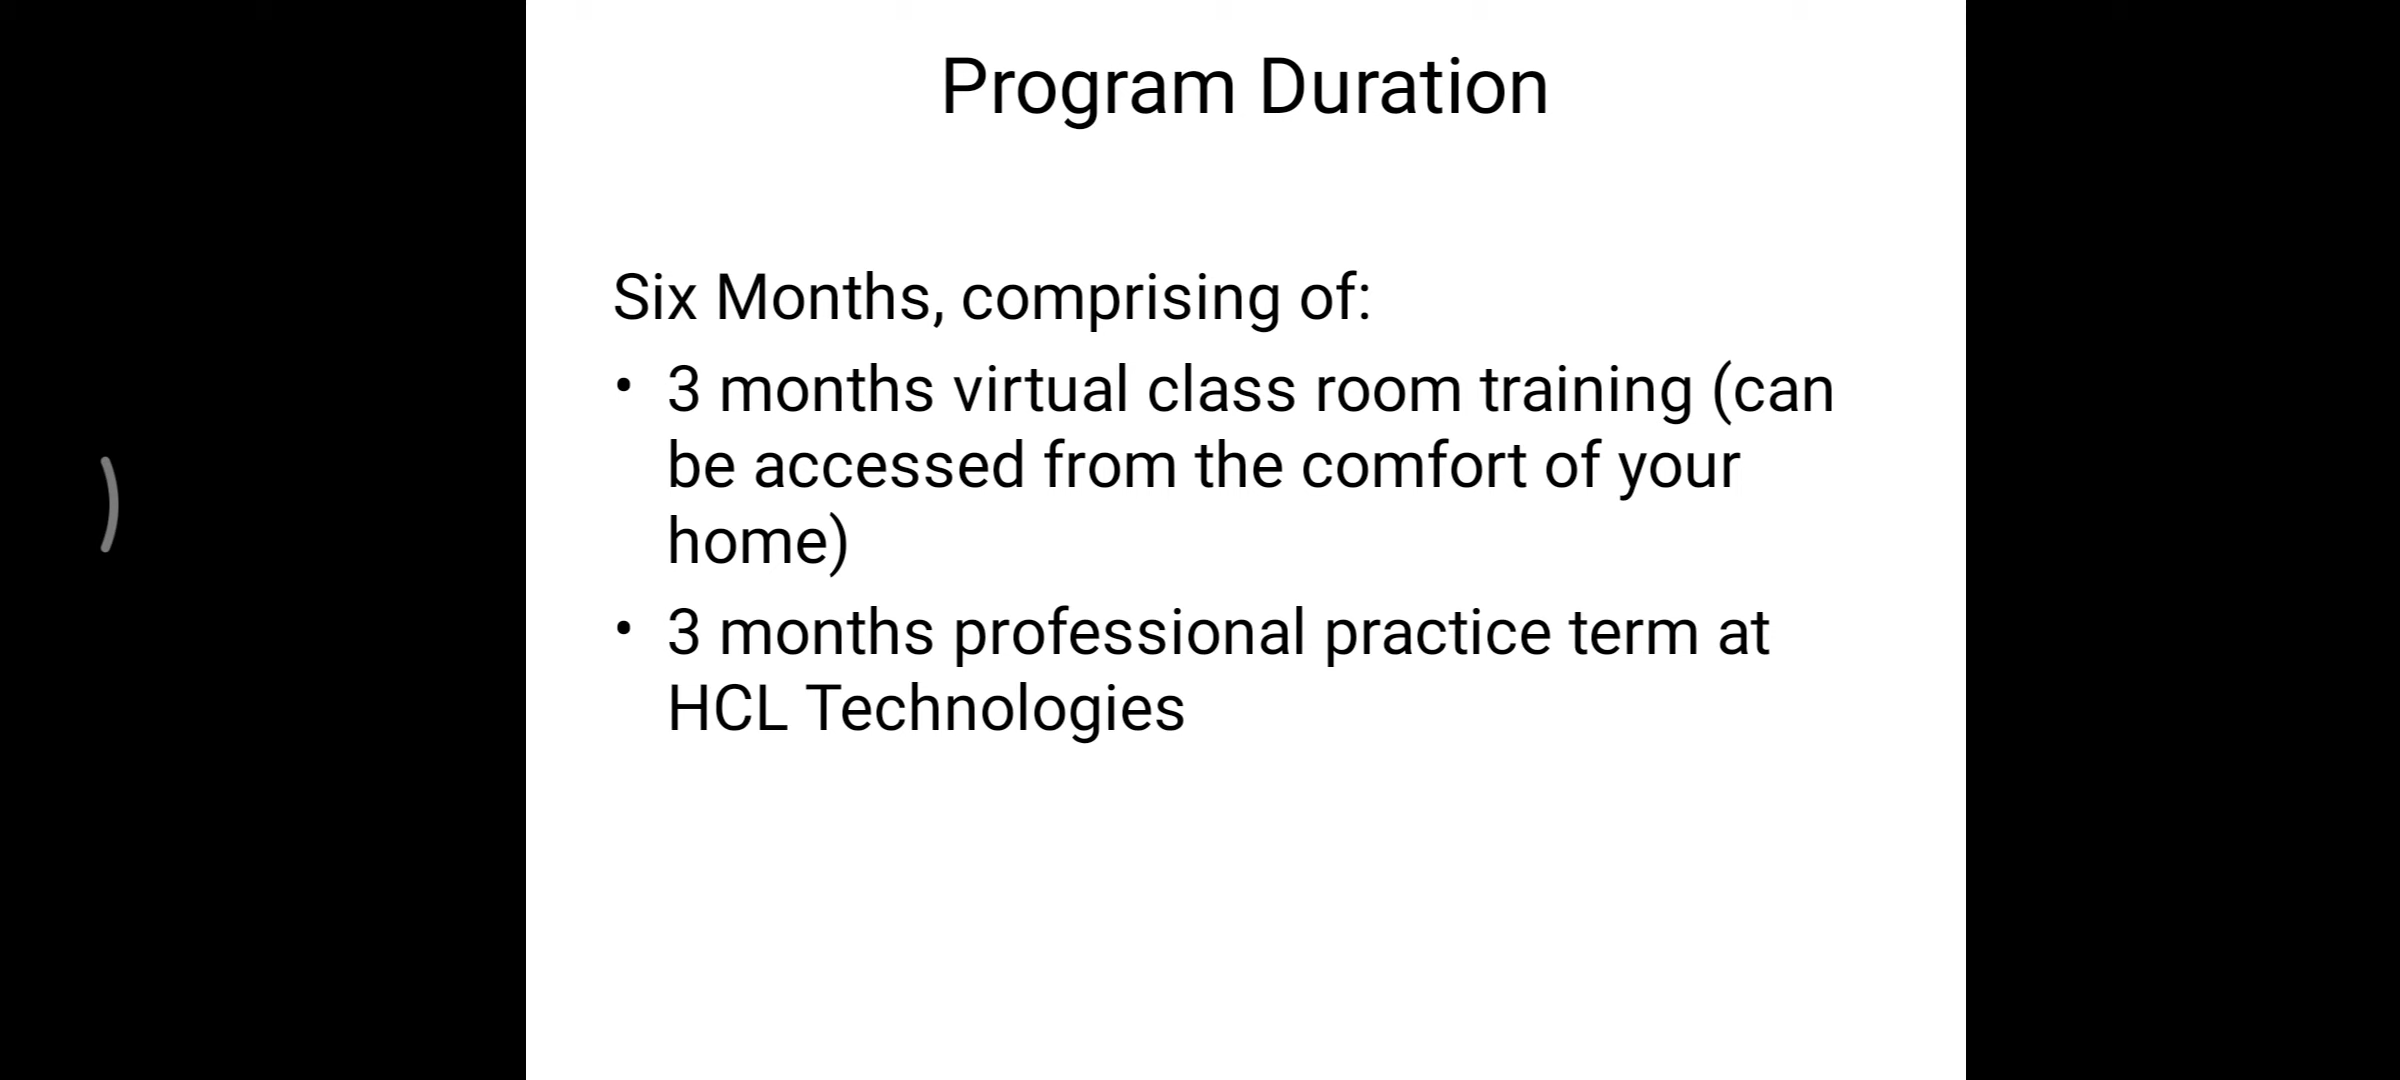 Program Duration
Six Months, comprising of:
• 3 months virtual class room training (can
be accessed from the comfort of your
home)
• 3 months professional practice term at
HCL Technologies